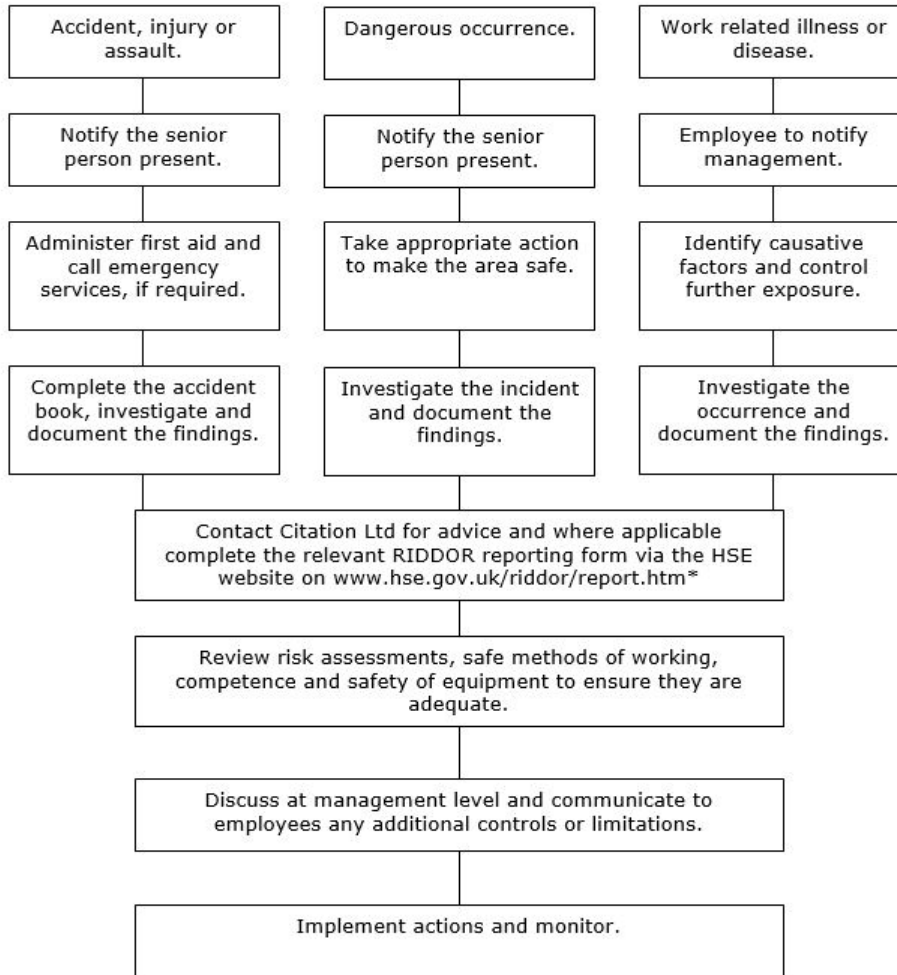 Accident, injury or
assault.
Dangerous occurrence.
Work related illness or
disease.
Notify the senior
person present.
Notify the senior
person present.
Employee to notify
management.
Administer first aid and
call emergency
services, if required.
Take appropriate action
to make the area safe.
Identify causative
factors and control
further exposure.
Complete the accident
book, investigate and
document the findings.
Investigate the incident
and document the
findings.
Investigate the
occurrence and
document the findings.
Contact Citation Ltd for advice and where applicable
complete the relevant RIDDOR reporting form via the HSE
website on www.hse.gov.uk/riddor/report.htm*
Review risk assessments, safe methods of working,
competence and safety of equipment to ensure they are
adequate.
Discuss at management level and communicate to
employees any additional controls or limitations.
Implement actions and monitor.